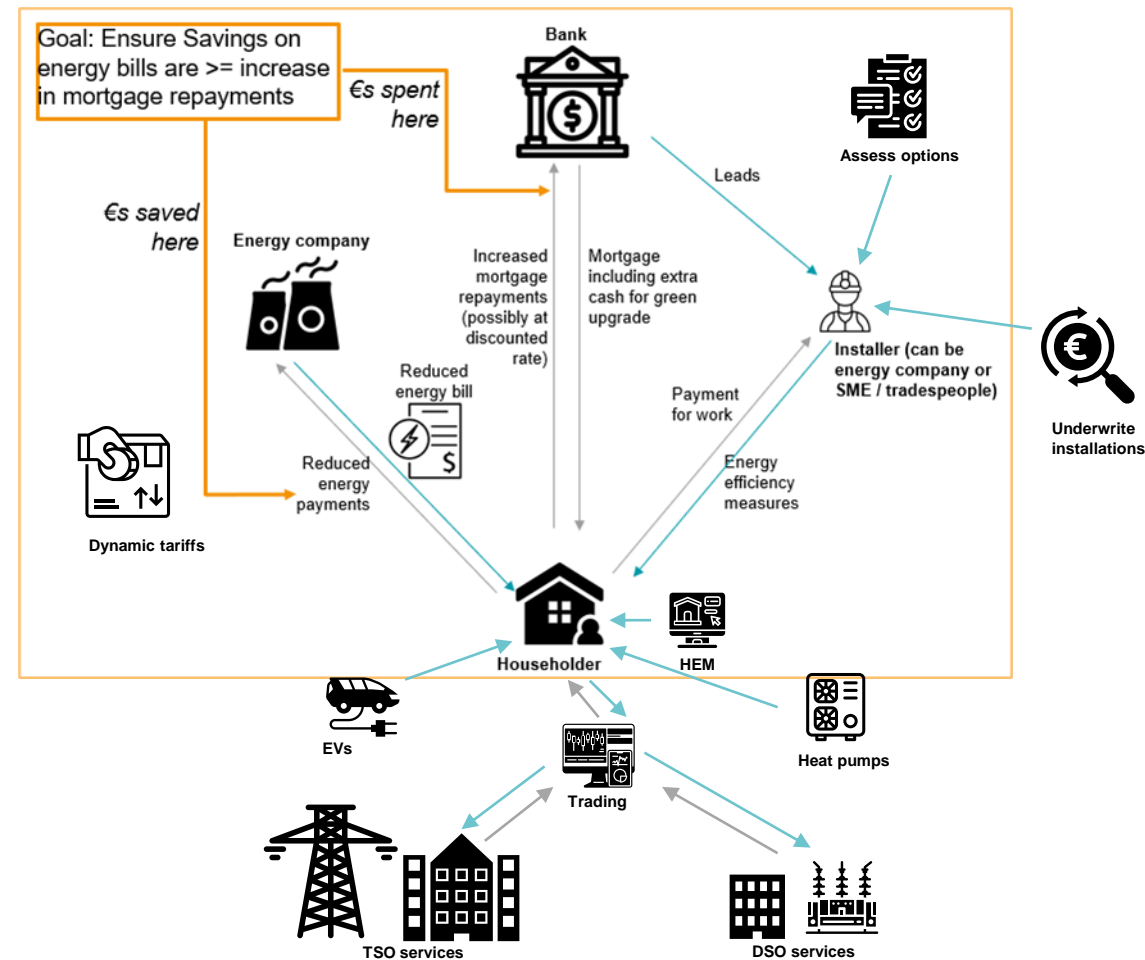 Goal: Ensure Savings on
energy bills are >= increase
in mortgage repayments
€s spent
here
€s saved
here
Bank
$
Assess options
Leads
Energy company
Increased
mortgage
repayments
(possibly at
discounted
rate)
Mortgage
including extra
cash for green
upgrade
Installer (can be
energy company or
SME / tradespeople)
€
Underwrite
installations
Reduced
energy bill
$
Payment
for work
Reduced
energy
payments
Energy
efficiency
measures
Dynamic tariffs
Householder
HEM
EVs
Heat pumps
Trading
TSO services
DSO services